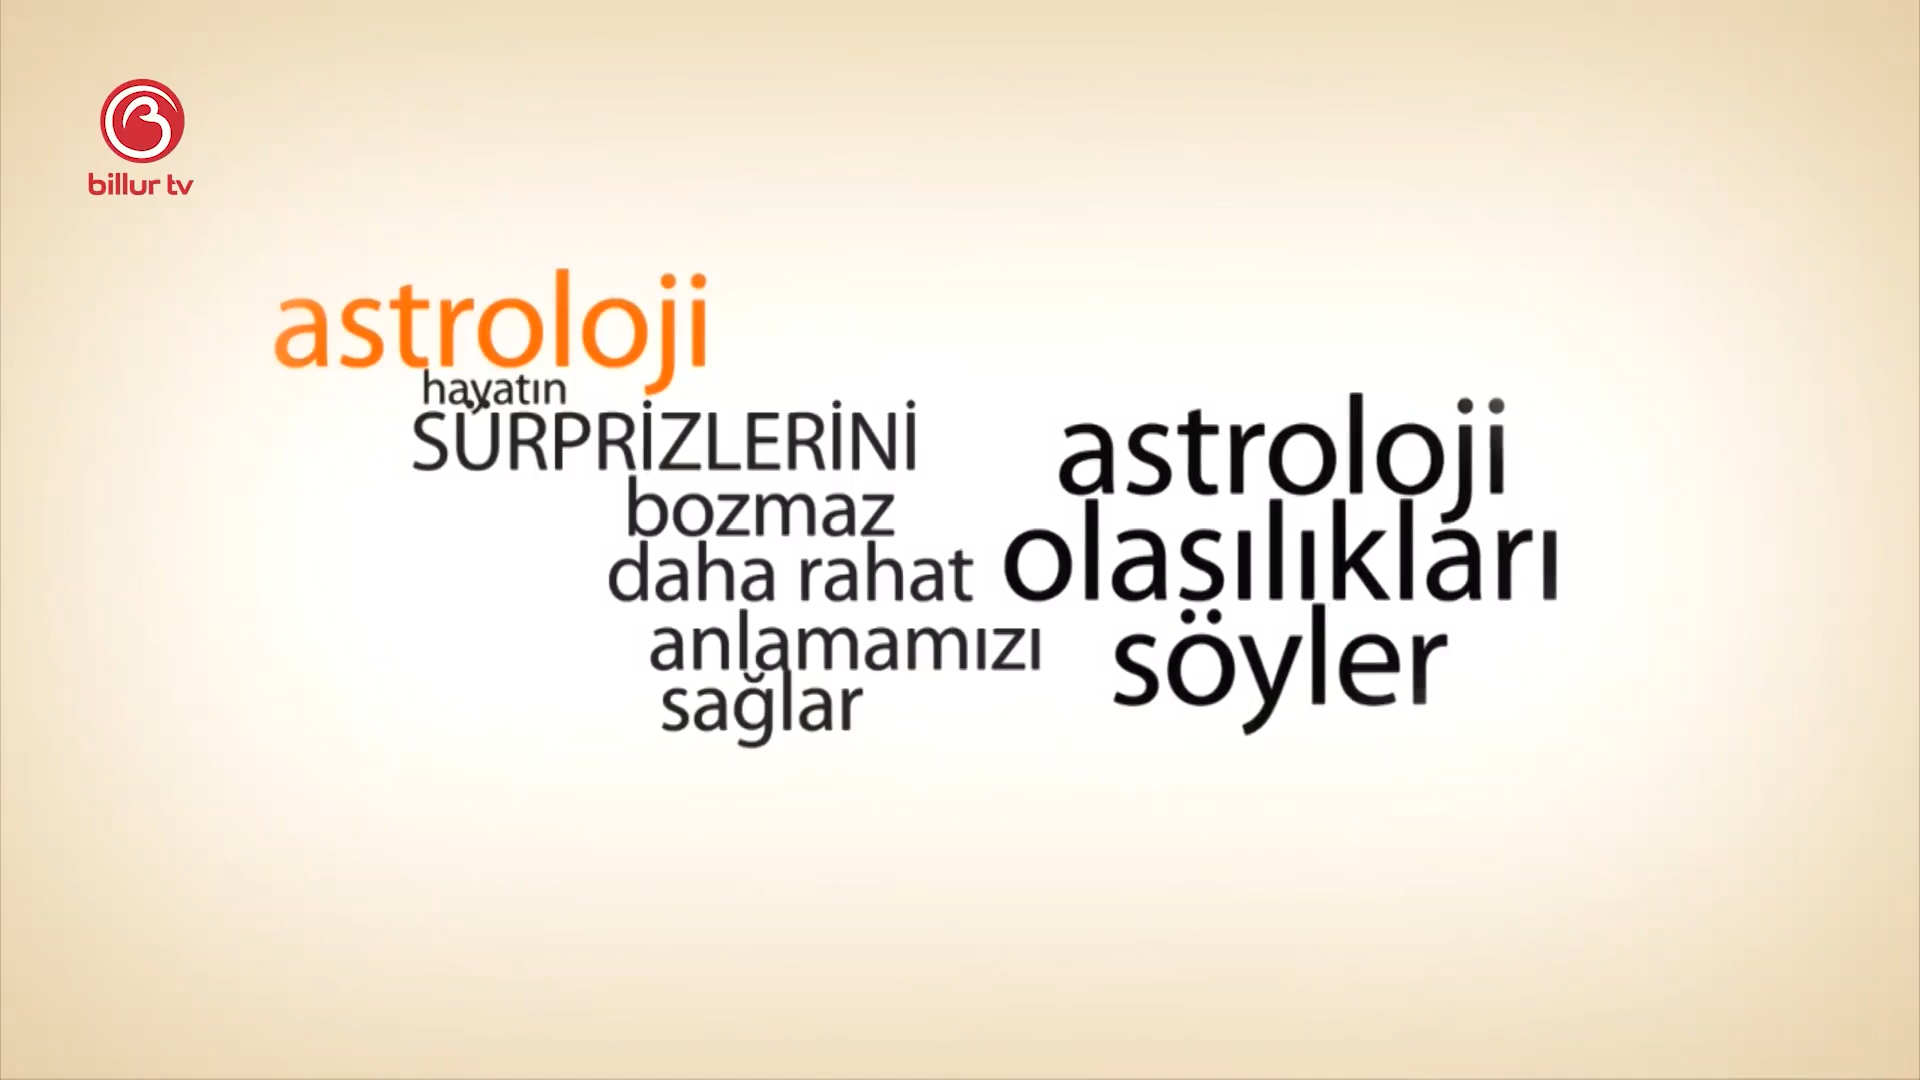 billur tv
astroloji
hayatın
SÜRPRİZLERİNİ
bozmaz
daha rahat
anlamamızı
sağlar
astroloji
olasılıkları
söyler